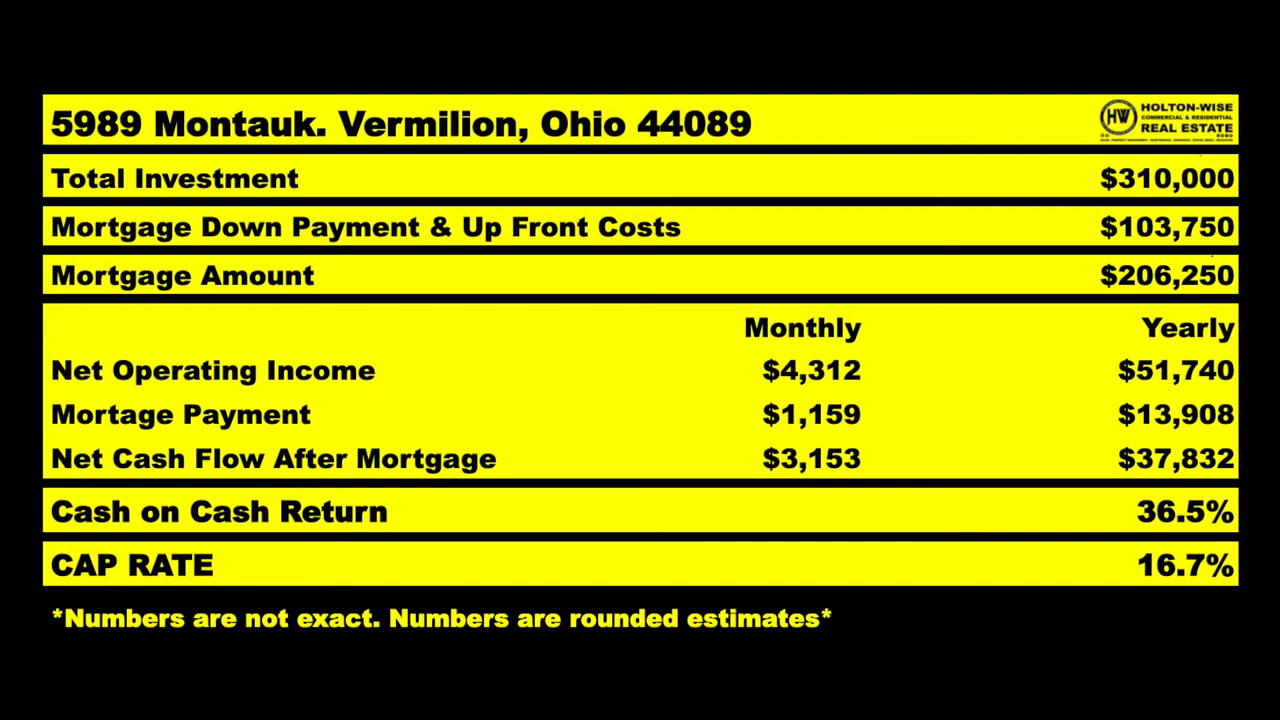 5989 Montauk. Vermilion, Ohio 44089
HOLTON-WISE
COMMERCIAL & RESIDENTIAL
REAL ESTATE
HW
Total Investment $310,000
Mortgage Down Payment & Up Front Costs $103,750
Mortgage Amount $206,250
Monthly Yearly
Net Operating Income $4,312 $51,740
Mortage Payment $1,159 $13,908
Net Cash Flow After Mortgage $3,153 $37,832
Cash on Cash Return 36.5%
CAP RATE 16.7%
*Numbers are not exact. Numbers are rounded estimates*